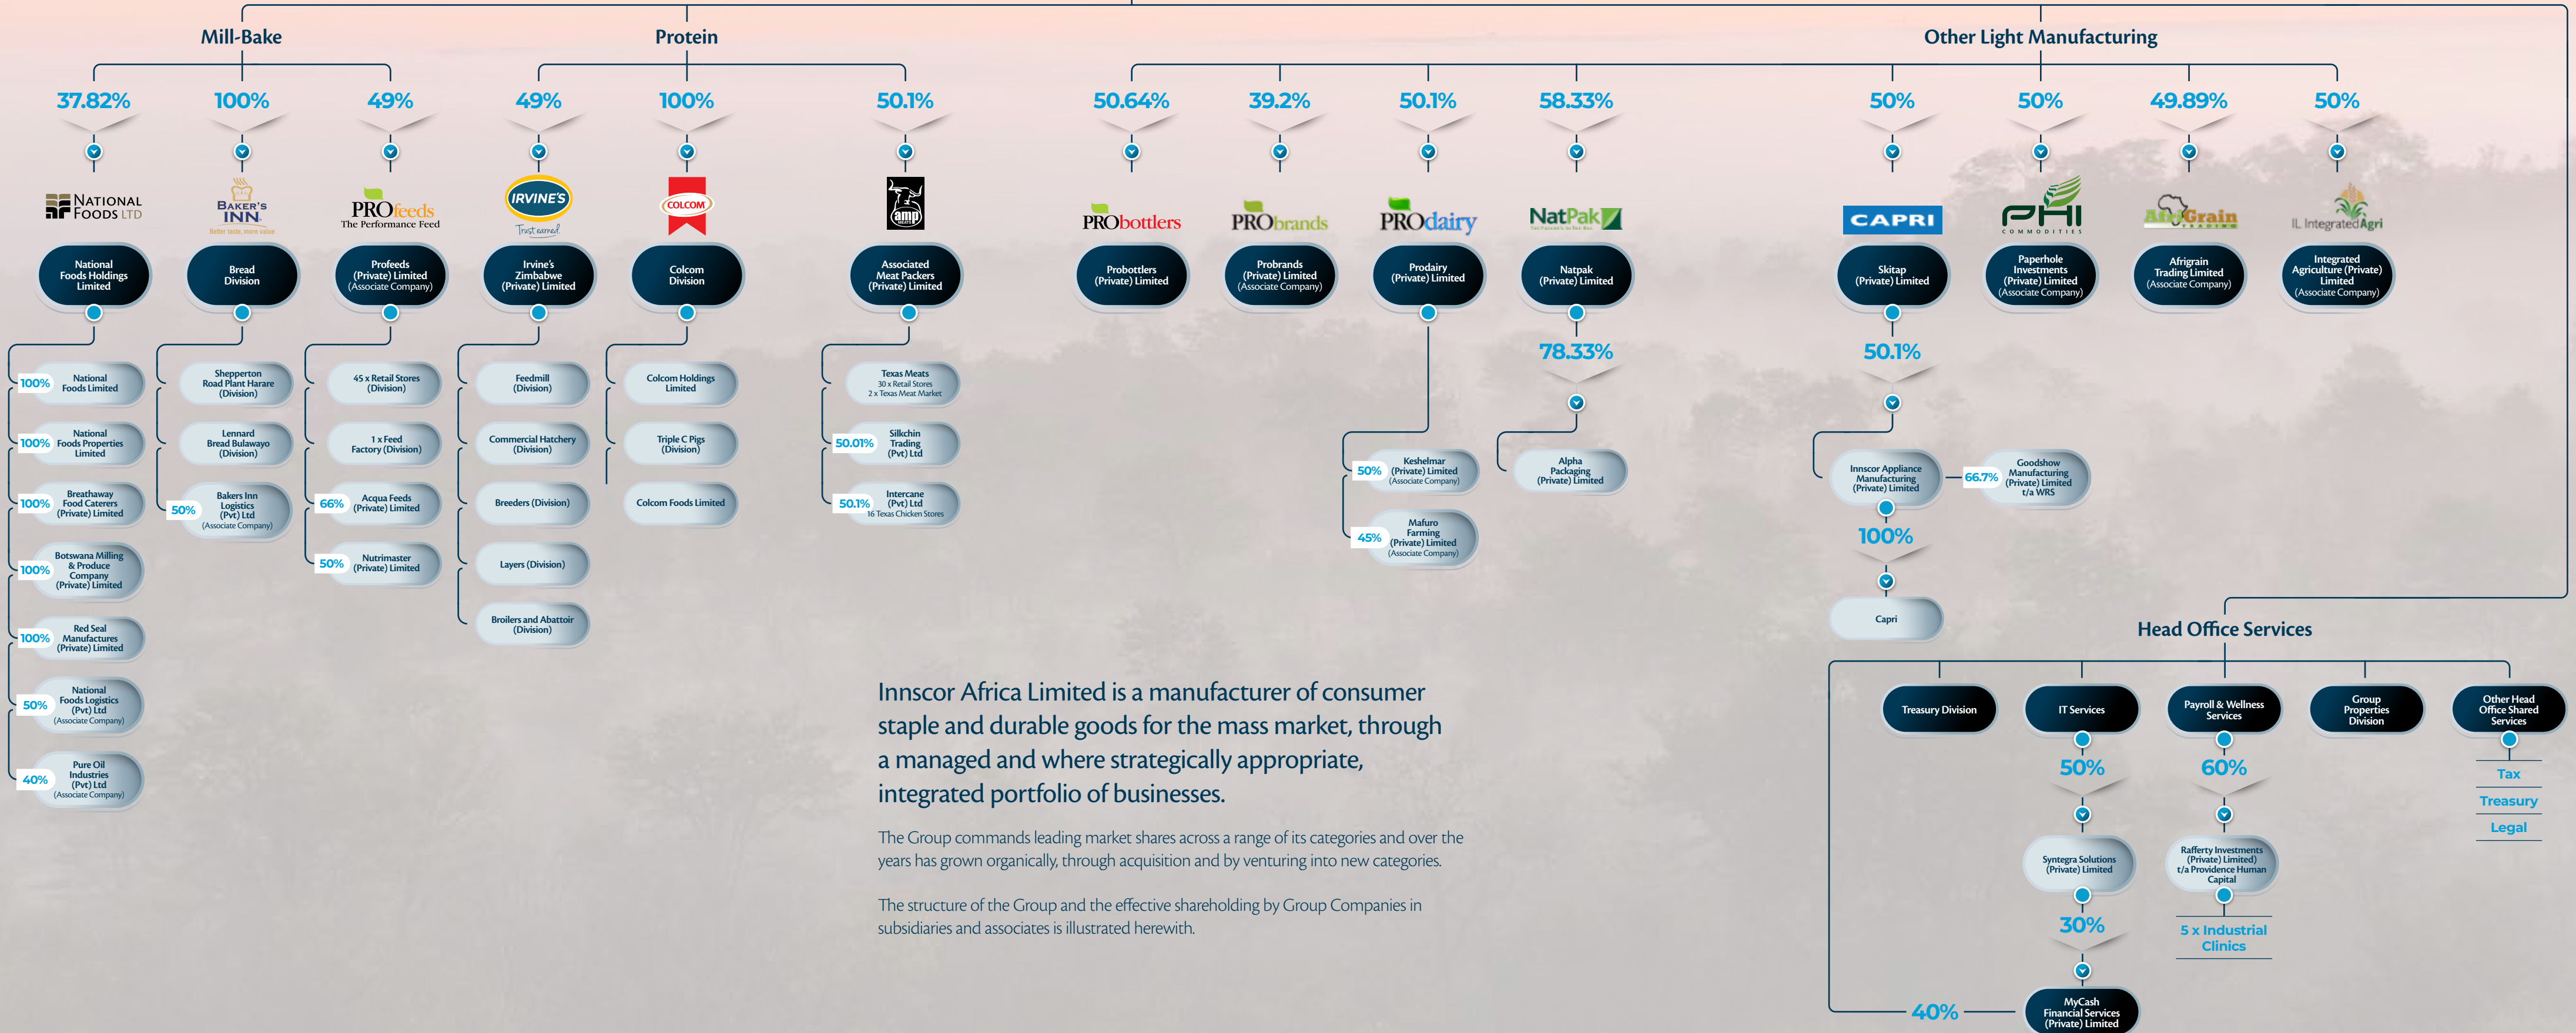 Mill-Bake
Protein
Other Light Manufacturing
37.82%
100%
49%
49%
100%
50.1%
50.64%
39.2%
50.1%
58.33%
50%
50%
49.89%
50%
NATIONAL
FOODS LTD
BAKER'S
INN
Better taste, more value
PROfeeds
The Performance Feed
IRVINE'S
Trust earned.
COLCOM
amp
MEATS
PRObottlers
PRObrands
PROdairy
NatPak
CAPRI
PHI
COMMODITIES
AfriGrain
TRADING
IL IntegratedAgri
National
Foods Holdings
Limited
Bread
Division
Profeeds
(Private) Limited
(Associate Company)
Irvine's
Zimbabwe
(Private) Limited
Colcom
Division
Associated
Meat Packers
(Private) Limited
Probottlers
(Private) Limited
Probrands
(Private) Limited
(Associate Company)
Prodairy
(Private) Limited
Natpak
(Private) Limited
Skitap
(Private) Limited
Paperhole
Investments
(Private) Limited
(Associate Company)
Afrigrain
Trading Limited
(Associate Company)
Integrated
Agriculture (Private)
Limited
(Associate Company)
100%
National
Foods Limited
100%
National
Foods Properties
Limited
100%
Breathaway
Food Caterers
(Private) Limited
100%
Botswana Milling
& Produce
Company
(Private) Limited
100%
Red Seal
Manufactures
(Private) Limited
50%
National
Foods Logistics
(Pvt) Ltd
(Associate Company)
40%
Pure Oil
Industries
(Pvt) Ltd
(Associate Company)
Shepperton
Road Plant Harare
(Division)
Lennard
Bread Bulawayo
(Division)
50%
Bakers Inn
Logistics
(Pvt) Ltd
(Associate Company)
45 x Retail Stores
(Division)
1 x Feed
Factory (Division)
66%
Acqua Feeds
(Private) Limited
50%
Nutrimaster
(Private) Limited
Feedmill
(Division)
Commercial Hatchery
(Division)
Breeders (Division)
Layers (Division)
Broilers and Abattoir
(Division)
Colcom Holdings
Limited
Triple C Pigs
(Division)
Colcom Foods Limited
Texas Meats
30 x Retail Stores
2 x Texas Meat Market
50.01%
Silkchin
Trading
(Pvt) Ltd
50.1%
Intercane
(Pvt) Ltd
16 Texas Chicken Stores
50%
Keshelmar
(Private) Limited
(Associate Company)
45%
Mafuro
Farming
(Private) Limited
(Associate Company)
78.33%
Alpha
Packaging
(Private) Limited
50.1%
Innscor Appliance
Manufacturing
(Private) Limited
66.7%
Goodshow
Manufacturing
(Private) Limited
t/a WRS
100%
Capri
Innscor Africa Limited is a manufacturer of consumer
staple and durable goods for the mass market, through
a managed and where strategically appropriate,
integrated portfolio of businesses.
The Group commands leading market shares across a range of its categories and over the
years has grown organically, through acquisition and by venturing into new categories.
The structure of the Group and the effective shareholding by Group Companies in
subsidiaries and associates is illustrated herewith.
Head Office Services
Treasury Division
IT Services
Payroll & Wellness
Services
Group
Properties
Division
Other Head
Office Shared
Services
50%
60%
Tax
Treasury
Legal
Syntegra Solutions
(Private) Limited
Rafferty Investments
(Private) Limited)
t/a Providence Human
Capital
30%
5 x Industrial
Clinics
40%
MyCash
Financial Services
(Private) Limited